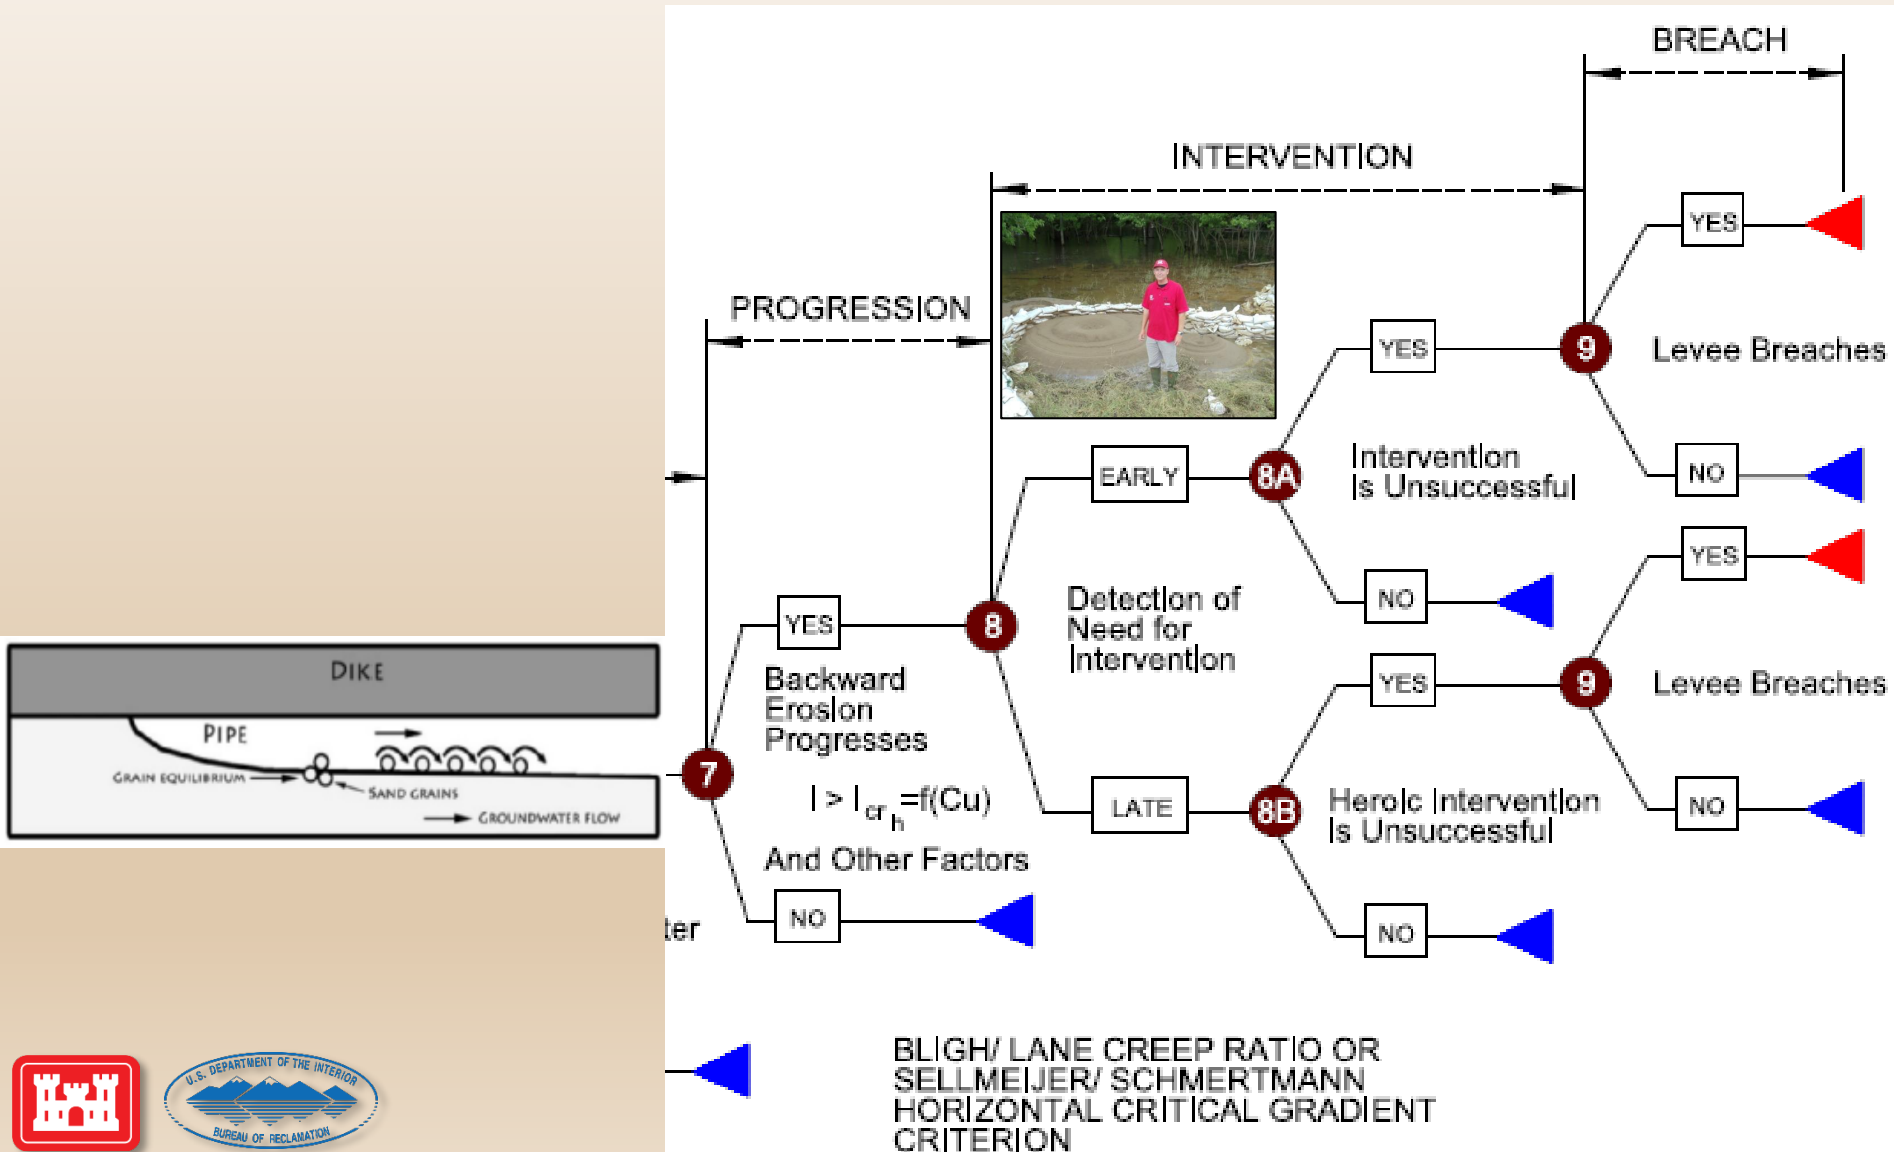 BREACH
INTERVENTION
YES
PROGRESSION
YES
9
Levee Breaches
EARLY
8A
Intervention
Is Unsuccessful
NO
YES
YES
8
Detection of
Need for
Intervention
NO
DIKE
Backward
Erosion
Progresses
YES
9
Levee Breaches
PIPE
GRAIN EQUILIBRIUM
SAND GRAINS
GROUNDWATER FLOW
7
I > I cr h =f(Cu)
LATE
8B
Heroic Intervention
Is Unsuccessful
NO
And Other Factors
NO
NO
ter
BLIGH/ LANE CREEP RATIO OR
SELLMEIJER/ SCHMERTMANN
HORIZONTAL CRITICAL GRADIENT
CRITERION
U.S. DEPARTMENT OF THE INTERIOR
BUREAU OF RECLAMATION